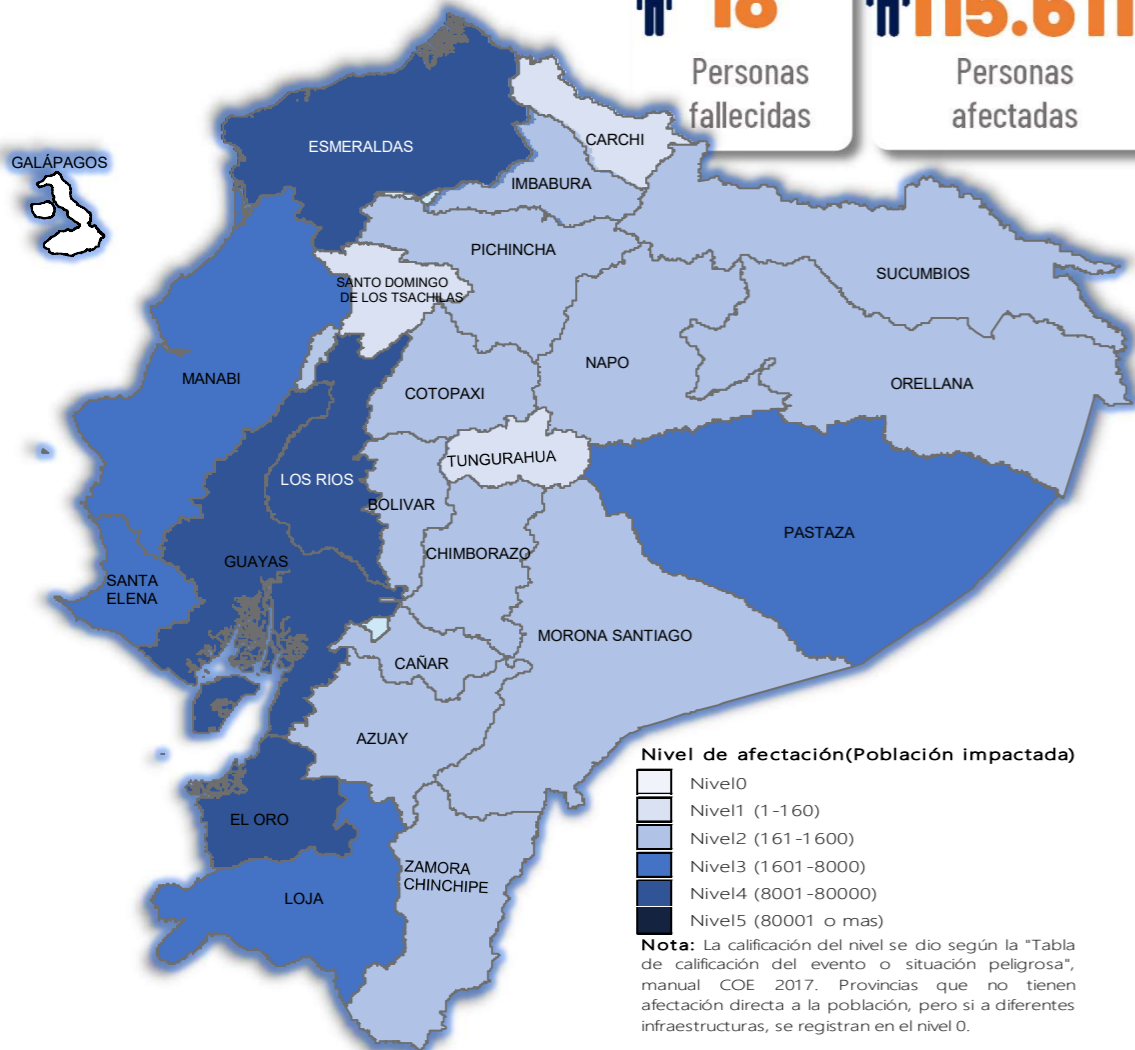 18
115.611
Personas
fallecidas
Personas
afectadas
ESMERALDAS
CARCHI
GALÁPAGOS
IMBABURA
PICHINCHA
SUCUMBIOS
SANTO DOMINGO
DE LOS TSACHILAS
NAPO
MANABI
ORELLANA
COTOPAXI
TUNGURAHUA
LOS RIOS
BOLIVAR
PASTAZA
CHIMBORAZO
GUAYAS
SANTA
ELENA
MORONA SANTIAGO
CAÑAR
AZUAY
EL ORO
ZAMORA
CHINCHIPE
LOJA
Nivel de afectación(Población impactada)
Nivel0
Nivel1 (1-160)
Nivel2 (161-1600)
Nivel3 (1601-8000)
Nivel4 (8001-80000)
Nivel5 (80001 o mas)
Nota: La calificación del nivel se dio según la "Tabla
de calificación del evento o situación peligrosa",
manual COE 2017. Provincias que no tienen
afectación directa a la población, pero si a diferentes
infraestructuras, se registran en el nivel 0.